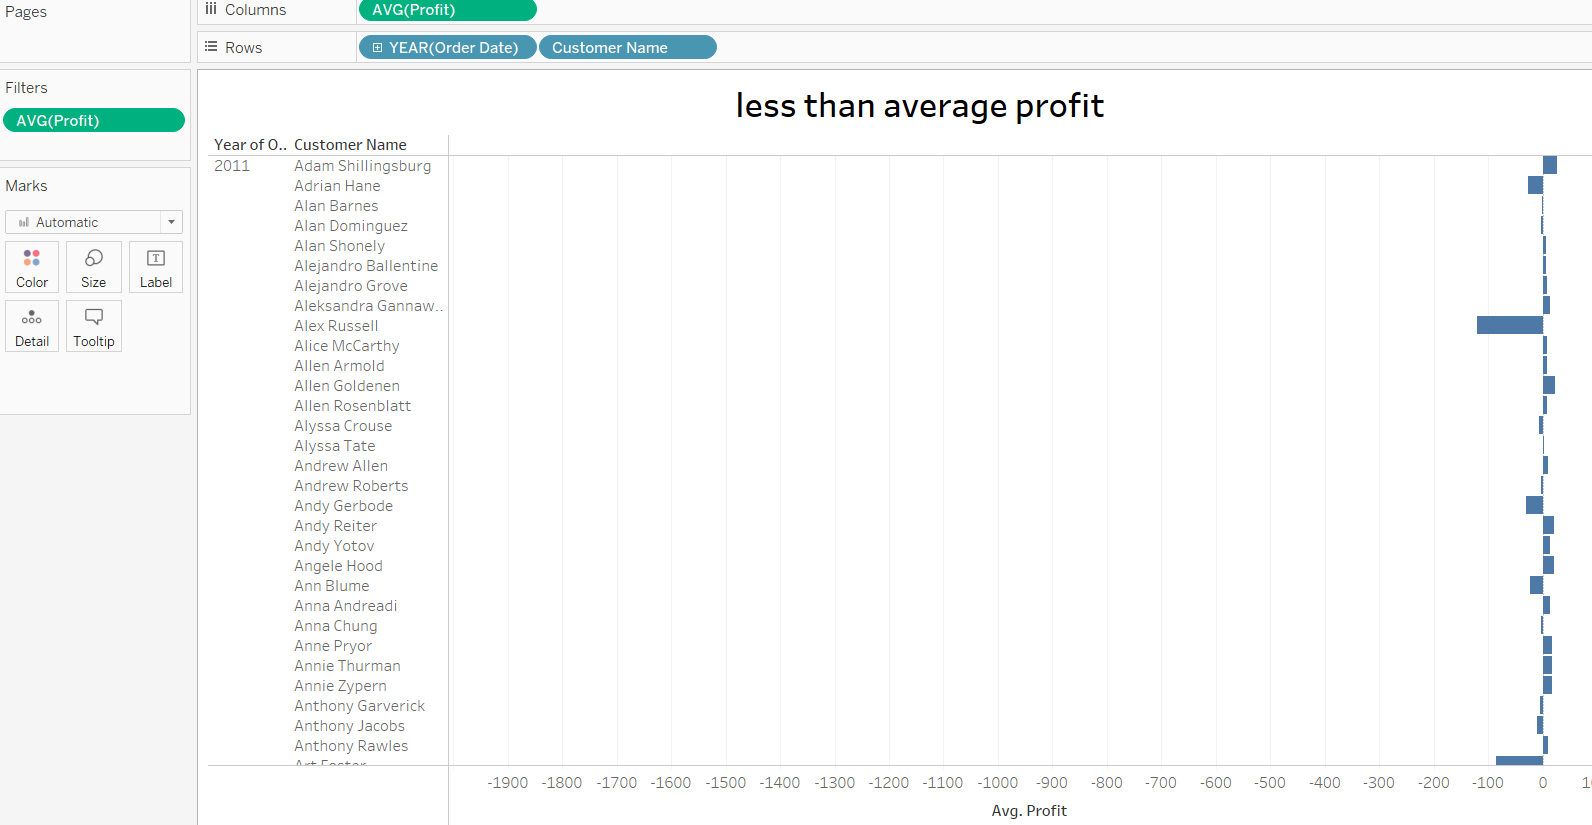 Pages
Columns
AVG(Profit)
Rows
YEAR(Order Date)
Customer Name
Filters
AVG(Profit)
Marks
Automatic
Color
Size
Label
Detail
Tooltip
less than average profit
Year of O.. Customer Name
2011 Adam Shillingsburg
Adrian Hane
Alan Barnes
Alan Dominguez
Alan Shonely
Alejandro Ballentine
Alejandro Grove
Aleksandra Gannaw..
Alex Russell
Alice McCarthy
Allen Armold
Allen Goldenen
Allen Rosenblatt
Alyssa Crouse
Alyssa Tate
Andrew Allen
Andrew Roberts
Andy Gerbode
Andy Reiter
Andy Yotov
Angele Hood
Ann Blume
Anna Andreadi
Anna Chung
Anne Pryor
Annie Thurman
Annie Zypern
Anthony Garverick
Anthony Jacobs
Anthony Rawles
-1900 -1800 -1700 -1600 -1500 -1400 -1300 -1200 -1100 -1000 -900 -800 -700 -600 -500 -400 -300 -200 -100 0
Avg. Profit